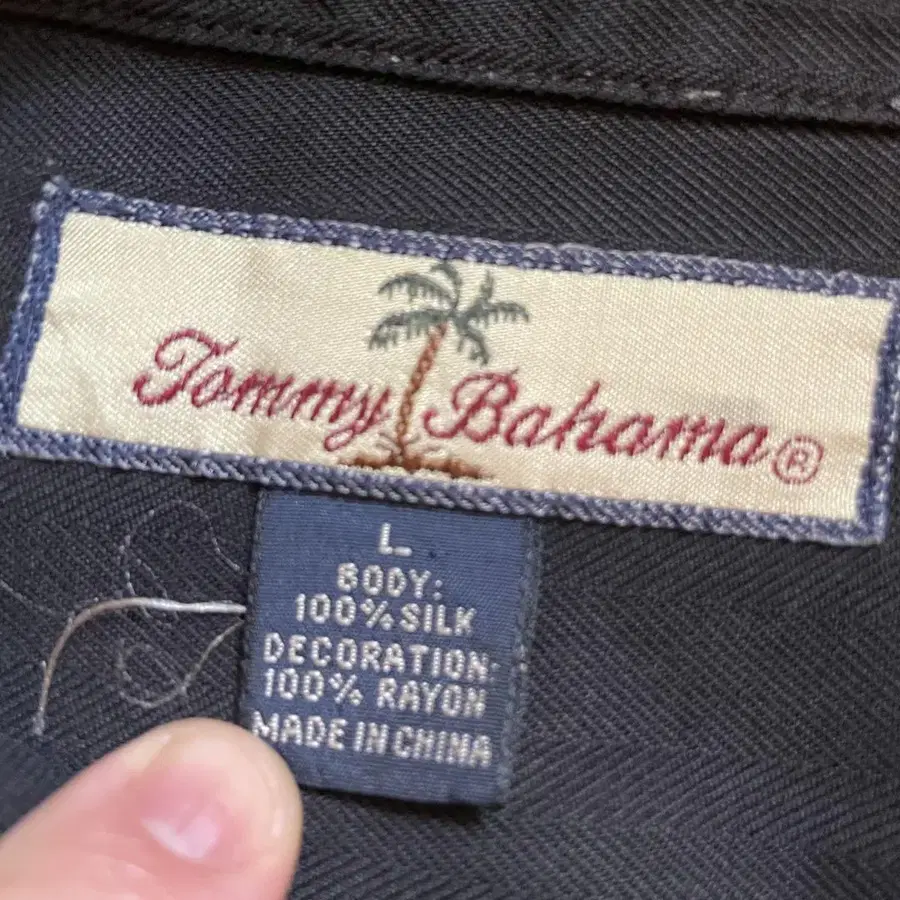 Tommy Bahama®
L
BODY:
100% SILK
DECORATION:
100% RAYON
MADE IN CHINA